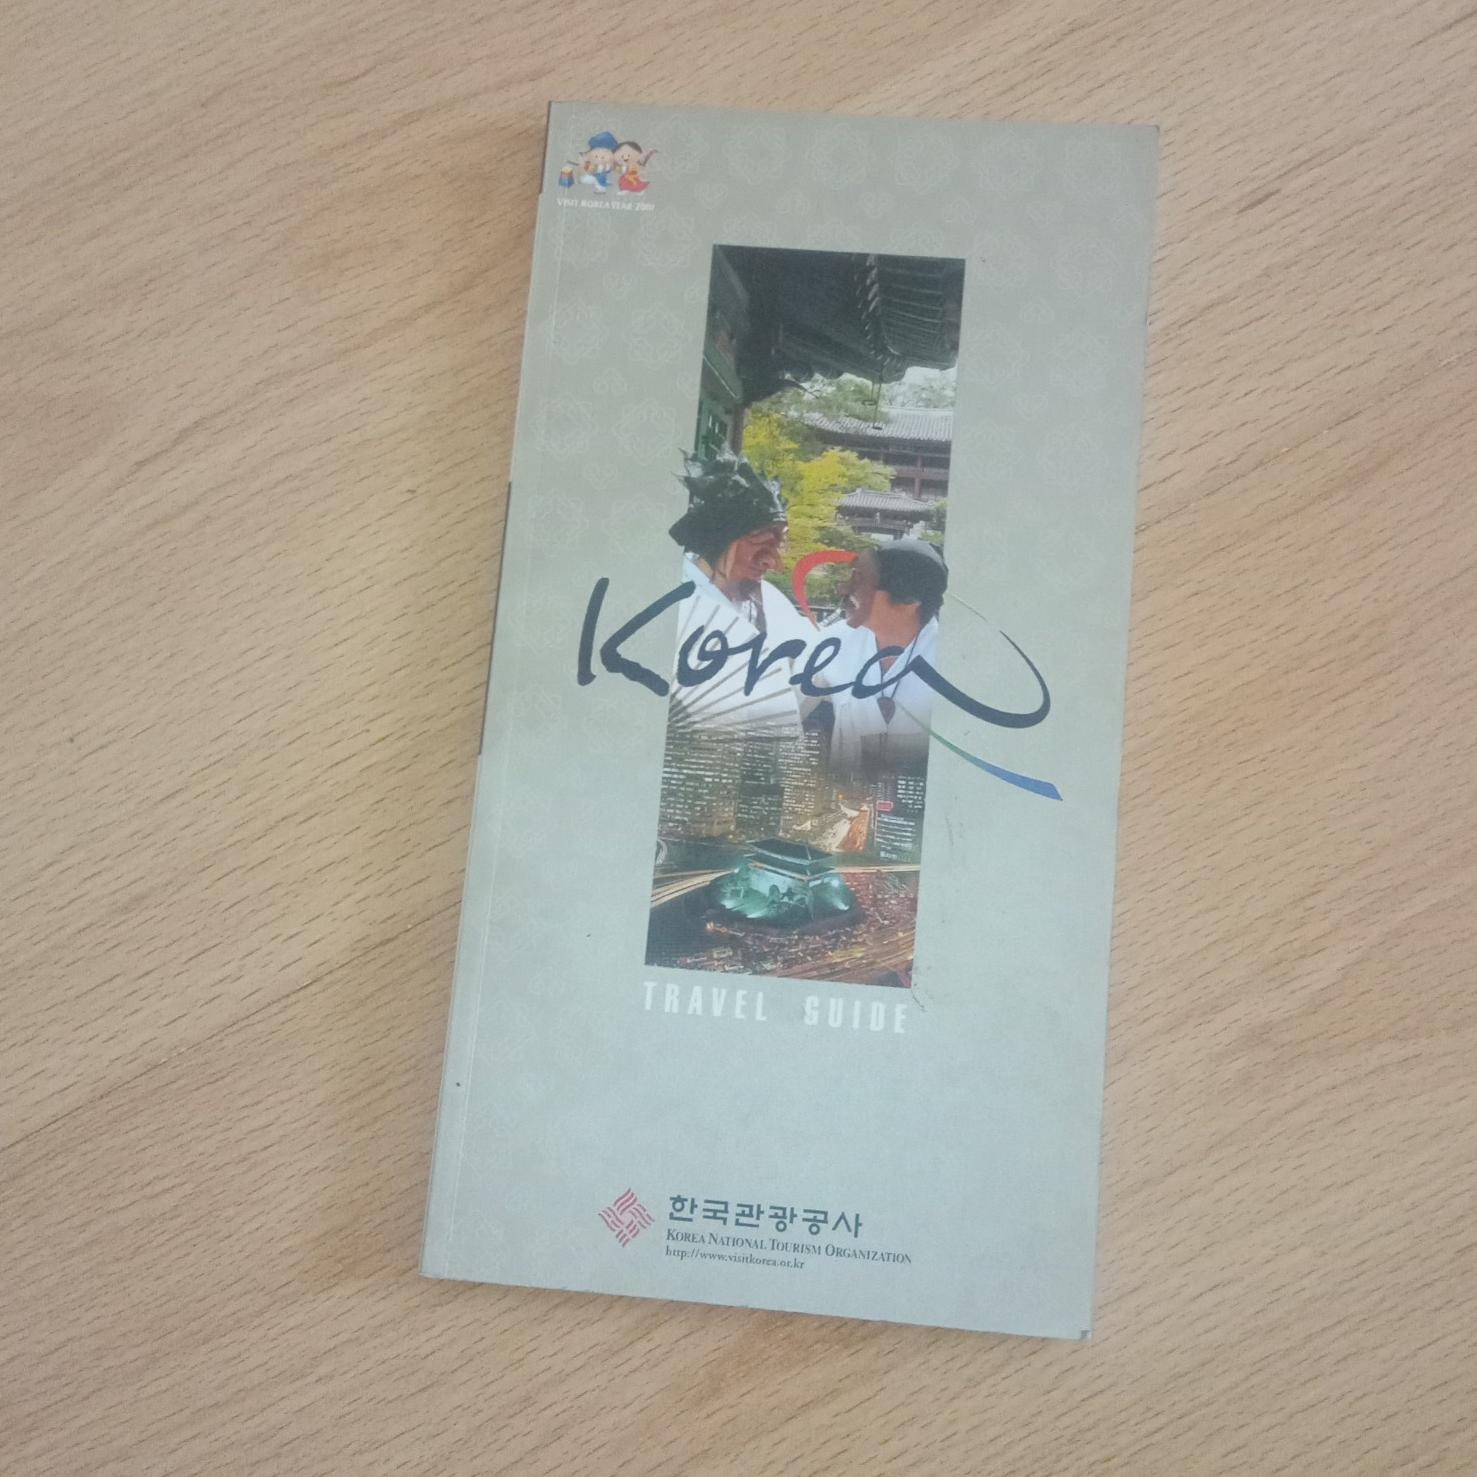 VISIT KOREA YEAR 2001
Korea
TRAVEL GUIDE
한국관광공사
KOREA NATIONAL TOURISM ORGANIZATION
http://www.visitkorea.or.kr